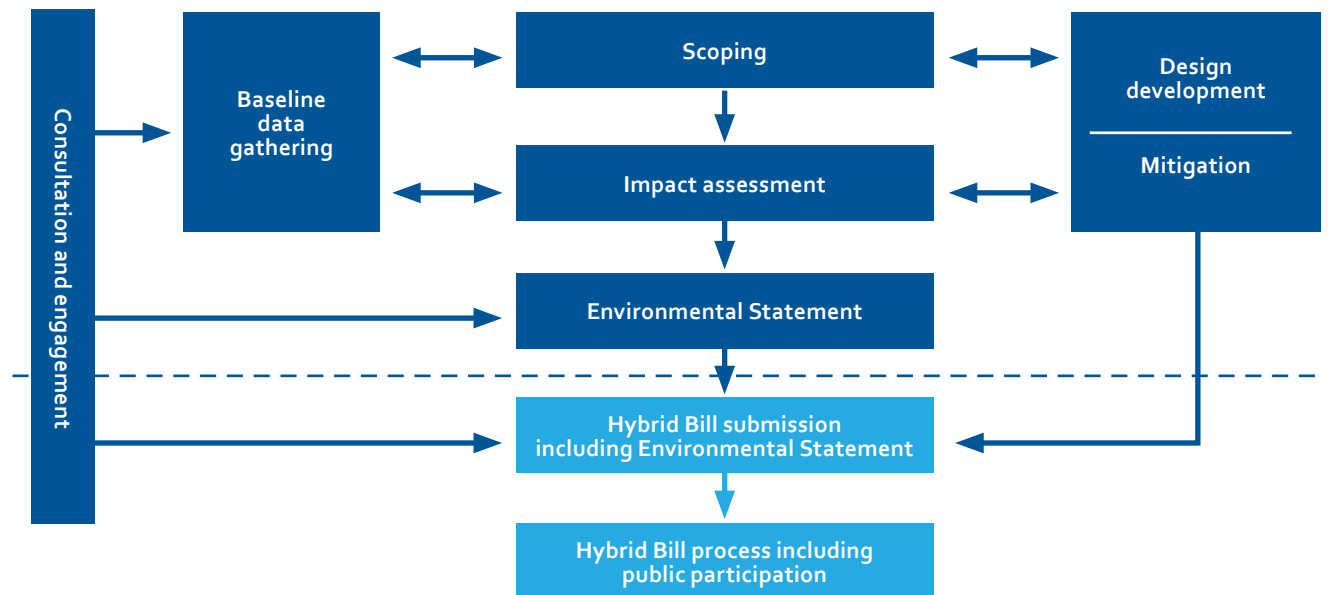 Consultation and engagement
Baseline
data
gathering
Scoping
Impact assessment
Environmental Statement
Hybrid Bill submission
including Environmental Statement
Hybrid Bill process including
public participation
Design
development
Mitigation